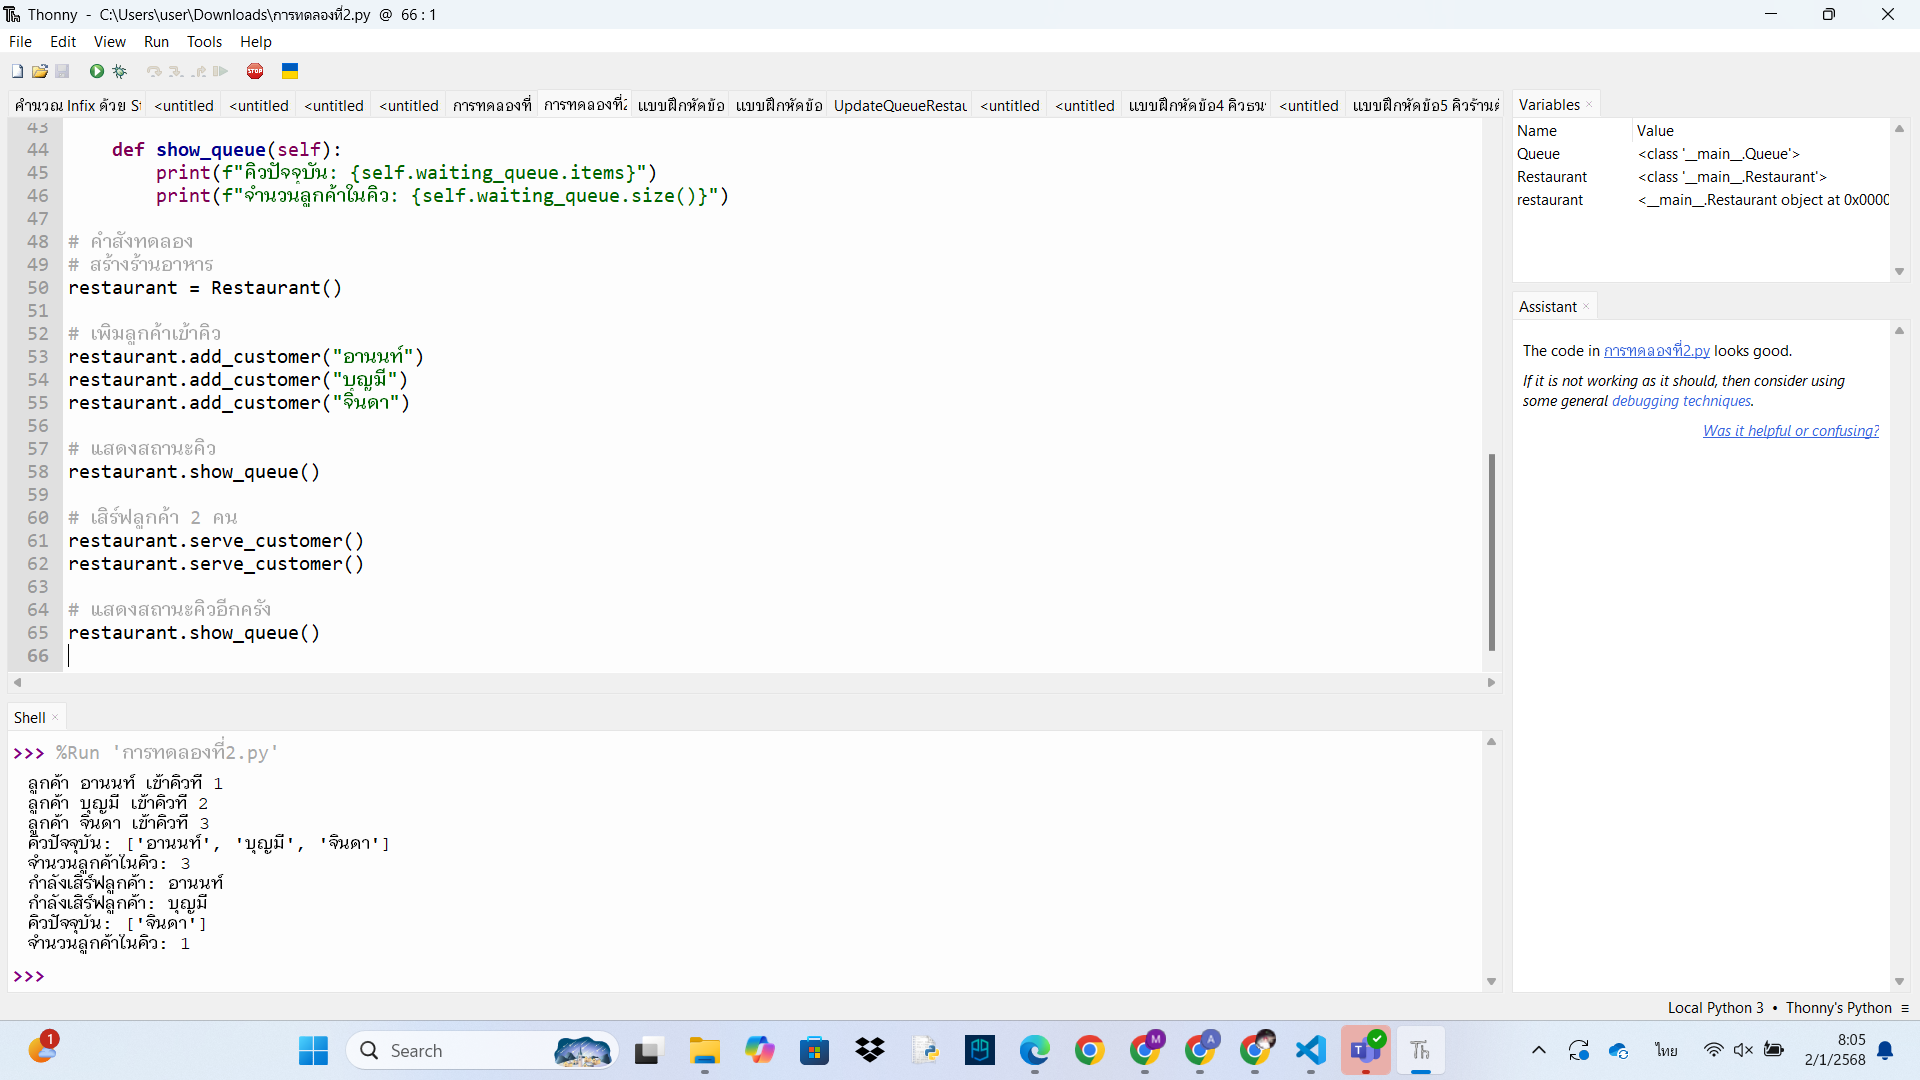 Thonny - C:\Users\user\Downloads\การทดลองที่2.py @ 66 : 1
File Edit View Run Tools Help
คำนวณ Infix ด้วย St <untitled <untitled <untitled <untitled การทดลองที่ การทดลองที่2 แบบฝึกหัดข้อ แบบฝึกหัดข้อ UpdateQueueRestau <untitled <untitled แบบฝึกหัดข้อ4 คิวธน <untitled แบบฝึกหัดข้อ5 คิวร้าน
43
44 def show_queue(self):
45 print(f"คิวปัจจุบัน: {self.waiting_queue.items}")
46 print(f"จำนวนลูกค้าในคิว: {self.waiting_queue.size()}")
47
48 # คำสั่งทดลอง
49 # สร้างร้านอาหาร
50 restaurant = Restaurant()
51
52 # เพิ่มลูกค้าเข้าคิว
53 restaurant.add_customer("อานนท์")
54 restaurant.add_customer("บุญมี")
55 restaurant.add_customer("จินดา")
56
57 # แสดงสถานะคิว
58 restaurant.show_queue()
59
60 # เสิร์ฟลูกค้า 2 คน
61 restaurant.serve_customer()
62 restaurant.serve_customer()
63
64 # แสดงสถานะคิวอีกครั้ง
65 restaurant.show_queue()
66
Shell
>>> %Run 'การทดลองที่2.py'
ลูกค้า อานนท์ เข้าคิวที่ 1
ลูกค้า บุญมี เข้าคิวที่ 2
ลูกค้า จินดา เข้าคิวที่ 3
คิวปัจจุบัน: ['อานนท์', 'บุญมี', 'จินดา']
จำนวนลูกค้าในคิว: 3
กำลังเสิร์ฟลูกค้า: อานนท์
กำลังเสิร์ฟลูกค้า: บุญมี
คิวปัจจุบัน: ['จินดา']
จำนวนลูกค้าในคิว: 1
>>>
Variables
Name Value
Queue <class '__main__.Queue'>
Restaurant <class '__main__.Restaurant'>
restaurant <__main__.Restaurant object at 0x0000
Assistant
The code in การทดลองที่2.py looks good.
If it is not working as it should, then consider using
some general debugging techniques.
Was it helpful or confusing?
Local Python 3 • Thonny's Python ≡
1
Search
M
A
ไทย
8:05
2/1/2568